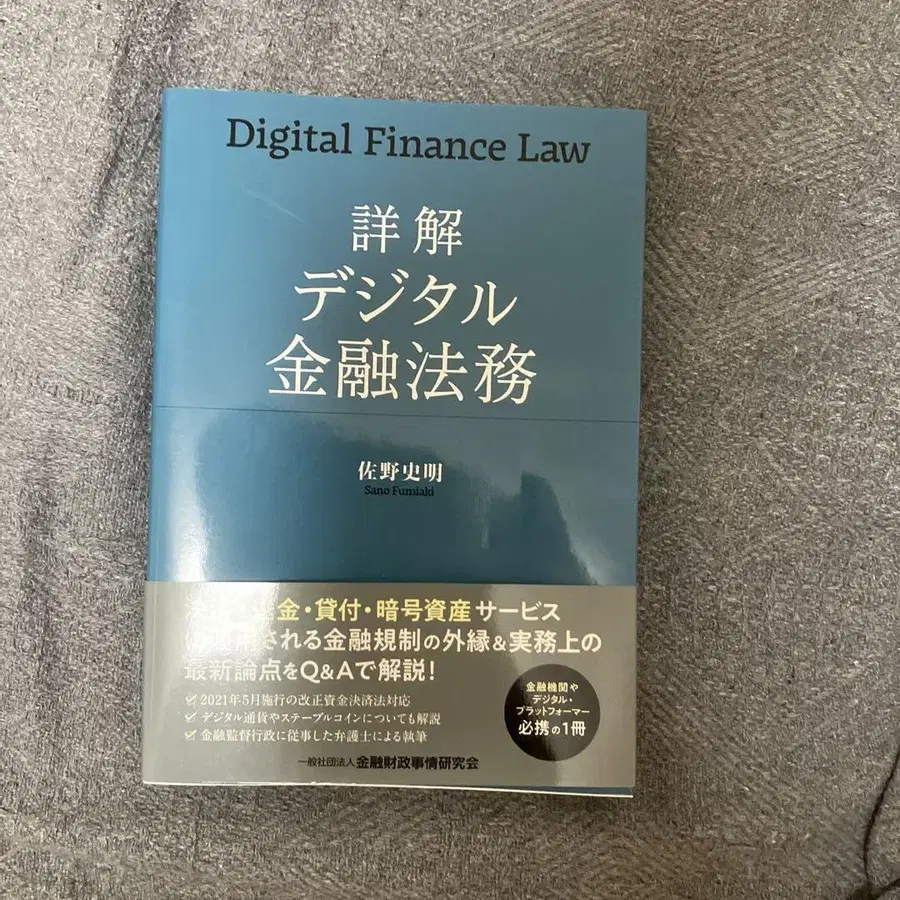 Digital Finance Law
詳解
デジタル
金融法務
佐野史明
Sano Fumiaki
金・貸付・暗号資産サービス
される金融規制の外縁&実務上の
最新論点をQ&Aで解説!
2021年5月施行の改正資金決済法対応
デジタル通貨やステーブルコインについても解説
金融監督行政に従事した弁護士による執筆
金融機関や
デジタル・
プラットフォーマー
必携の1冊
一般社団法人 金融財政事情研究会